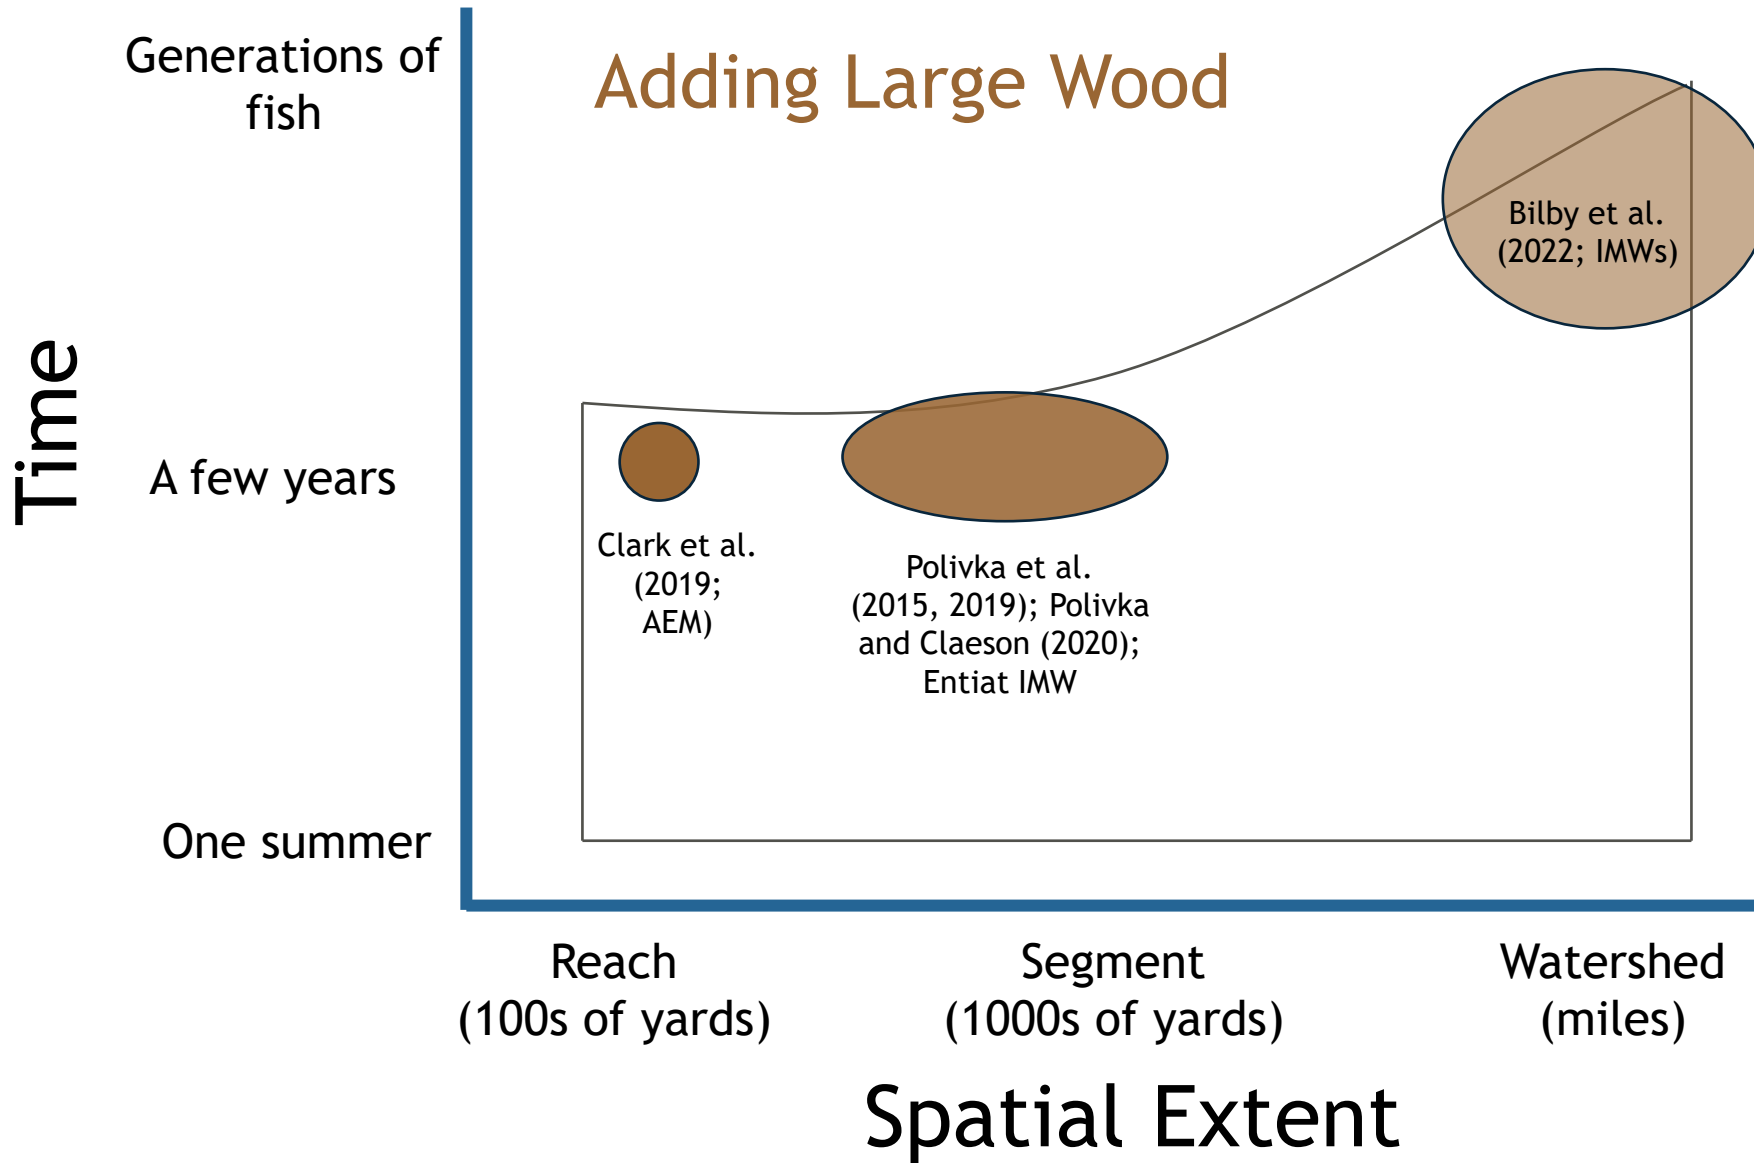 Generations of
fish
Adding Large Wood
Bilby et al.
(2022; IMWs)
Time
A few years
Clark et al.
(2019;
AEM)
Polivka et al.
(2015, 2019); Polivka
and Claeson (2020);
Entiat IMW
One summer
Reach
(100s of yards)
Segment
(1000s of yards)
Watershed
(miles)
Spatial Extent